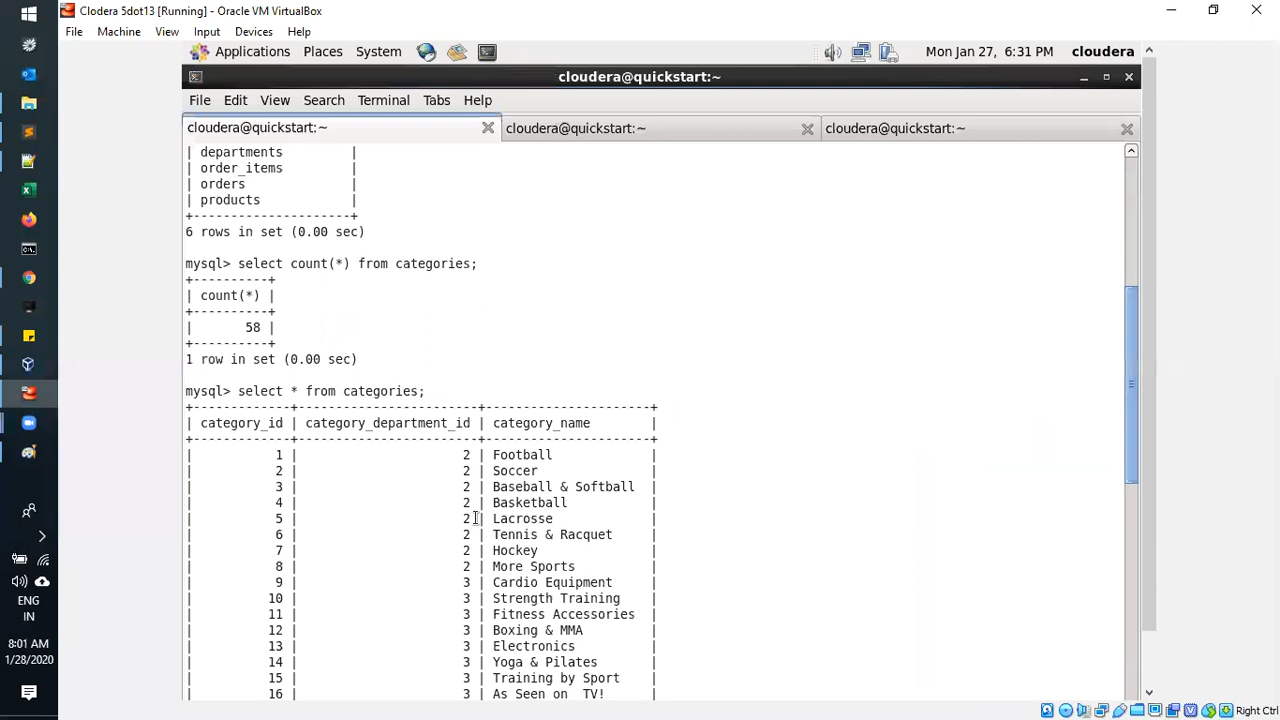 Clodera 5dot13 [Running] - Oracle VM VirtualBox
File Machine View Input Devices Help
Applications Places System Mon Jan 27, 6:31 PM cloudera
cloudera@quickstart:~
File Edit View Search Terminal Tabs Help
cloudera@quickstart:~ cloudera@quickstart:~ cloudera@quickstart:~
| departments         |
| order_items         |
| orders              |
| products            |
+---------------------+
6 rows in set (0.00 sec)
mysql> select count(*) from categories;
+----------+
| count(*) |
+----------+
|       58 |
+----------+
1 row in set (0.00 sec)
mysql> select * from categories;
+-------------+------------------------+----------------------+
| category_id | category_department_id | category_name        |
+-------------+------------------------+----------------------+
|           1 |                      2 | Football             |
|           2 |                      2 | Soccer               |
|           3 |                      2 | Baseball & Softball  |
|           4 |                      2 | Basketball           |
|           5 |                      2 | Lacrosse             |
|           6 |                      2 | Tennis & Racquet     |
|           7 |                      2 | Hockey               |
|           8 |                      2 | More Sports          |
|           9 |                      3 | Cardio Equipment     |
|          10 |                      3 | Strength Training    |
|          11 |                      3 | Fitness Accessories  |
|          12 |                      3 | Boxing & MMA         |
|          13 |                      3 | Electronics          |
|          14 |                      3 | Yoga & Pilates       |
|          15 |                      3 | Training by Sport    |
|          16 |                      3 | As Seen on  TV!      |
ENG
IN
8:01 AM
1/28/2020
Right Ctrl